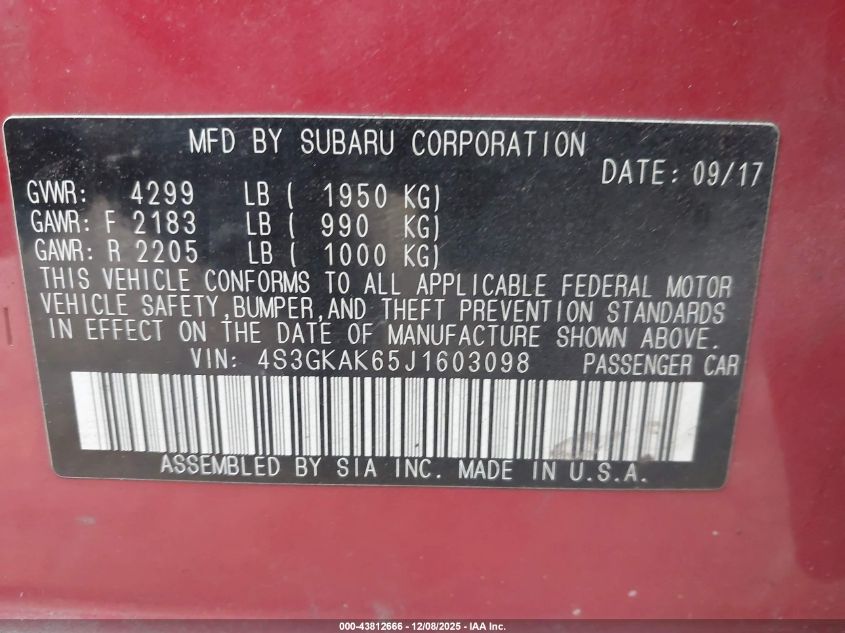 MFD BY SUBARU CORPORATION
DATE: 09/17
GVWR: 4299 LB ( 1950 KG)
GAWR: F 2183 LB ( 990 KG)
GAWR: R 2205 LB ( 1000 KG)
THIS VEHICLE CONFORMS TO ALL APPLICABLE FEDERAL MOTOR
VEHICLE SAFETY,BUMPER,AND THEFT PREVENTION STANDARDS
IN EFFECT ON THE DATE OF MANUFACTURE SHOWN ABOVE.
VIN: 4S3GKAK65J1603098 PASSENGER CAR
ASSEMBLED BY SIA INC. MADE IN U.S.A.
000-43812666 - 12/08/2025 - IAA Inc.